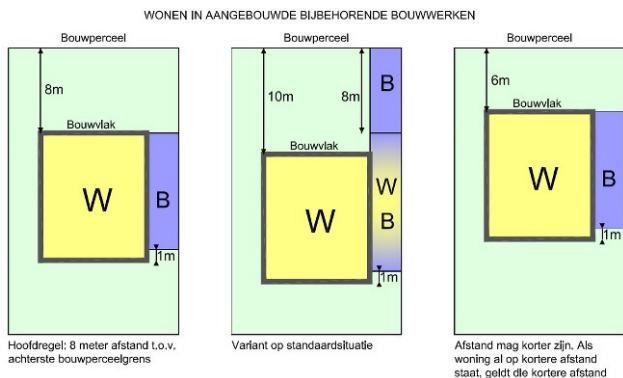 WONEN IN AANGEBOUWDE BIJBEHORENDE BOUWWERKEN
Bouwperceel
8m
Bouwvlak
W
B
1m
Hoofdregel: 8 meter afstand t.o.v.
achterste bouwperceelgrens
Bouwperceel
10m
8m
B
Bouwvlak
W
W
B
1m
Variant op standaardsituatie
Bouwperceel
6m
Bouwvlak
W
B
1m
Afstand mag korter zijn. Als
woning al op kortere afstand
staat, geldt die kortere afstand